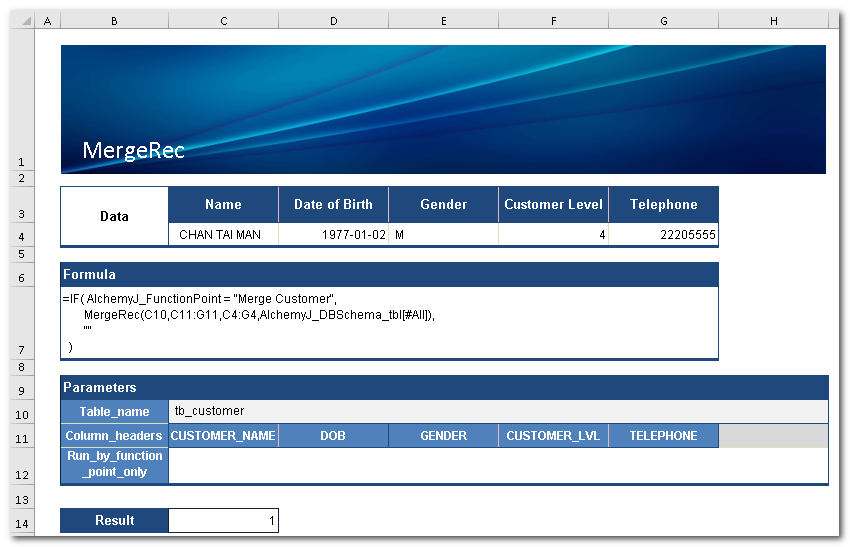 A B C D E F G H
1 MergeRec
2
3 Data Name Date of Birth Gender Customer Level Telephone
4 CHAN TAI MAN 1977-01-02 M 4 22205555
5
6 Formula
=IF( AlchemyJ_FunctionPoint = "Merge Customer",
MergeRec(C10,C11:G11,C4:G4,AlchemyJ_DBSchema_tbl[#All]),
""
7 )
8
9 Parameters
10 Table_name tb_customer
11 Column_headers CUSTOMER_NAME DOB GENDER CUSTOMER_LVL TELEPHONE
Run_by_function
12 _point_only
13
14 Result 1